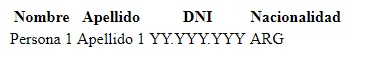 Nombre Apellido DNI Nacionalidad
Persona 1 Apellido 1 YY.YYY.YYY ARG